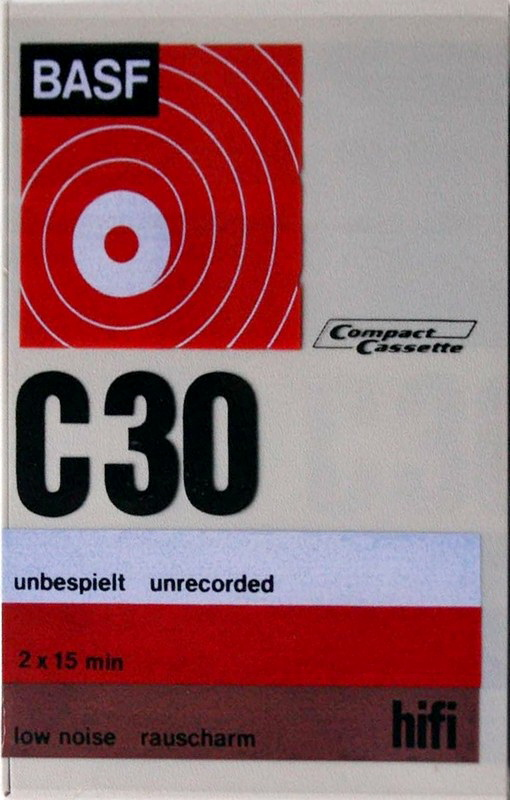 BASF
Compact
Cassette
C30
unbespielt unrecorded
2 x 15 min
low noise rauscharm
hifi